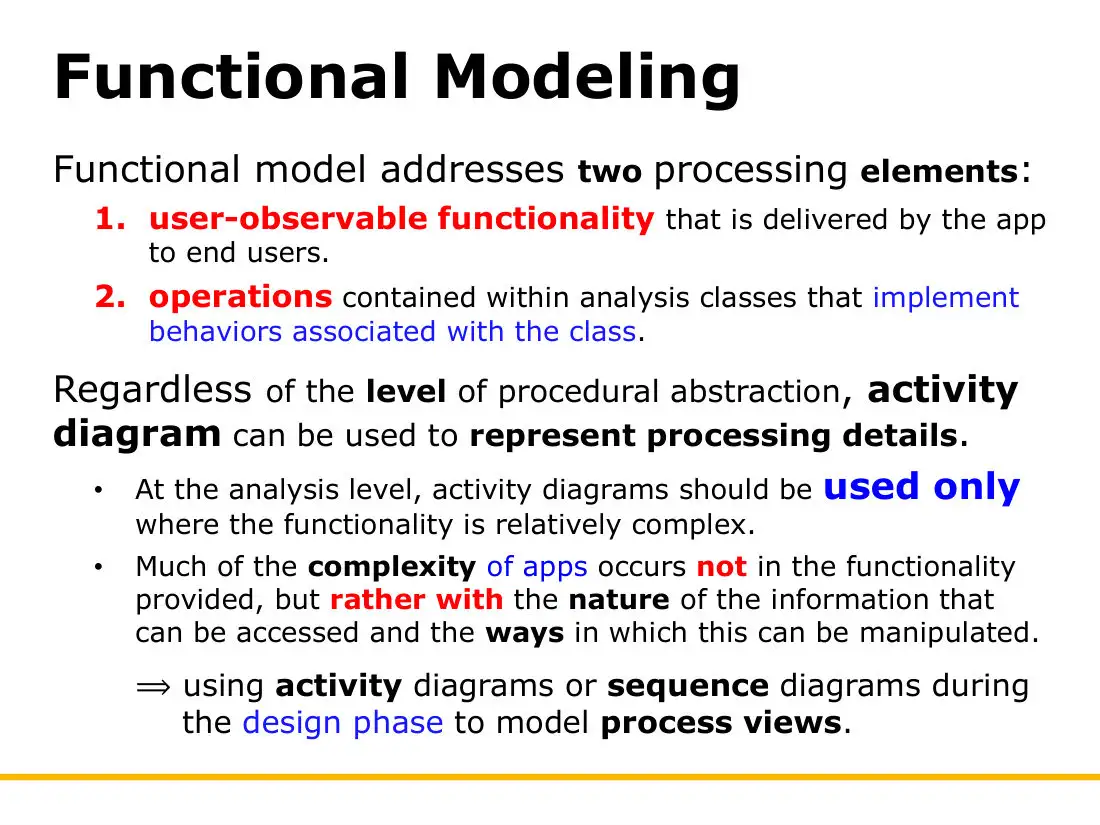 Functional Modeling
Functional model addresses two processing elements:
1. user-observable functionality that is delivered by the app
to end users.
2. operations contained within analysis classes that implement
behaviors associated with the class.
Regardless of the level of procedural abstraction, activity
diagram can be used to represent processing details.
• At the analysis level, activity diagrams should be used only
where the functionality is relatively complex.
• Much of the complexity of apps occurs not in the functionality
provided, but rather with the nature of the information that
can be accessed and the ways in which this can be manipulated.
⟹ using activity diagrams or sequence diagrams during
the design phase to model process views.